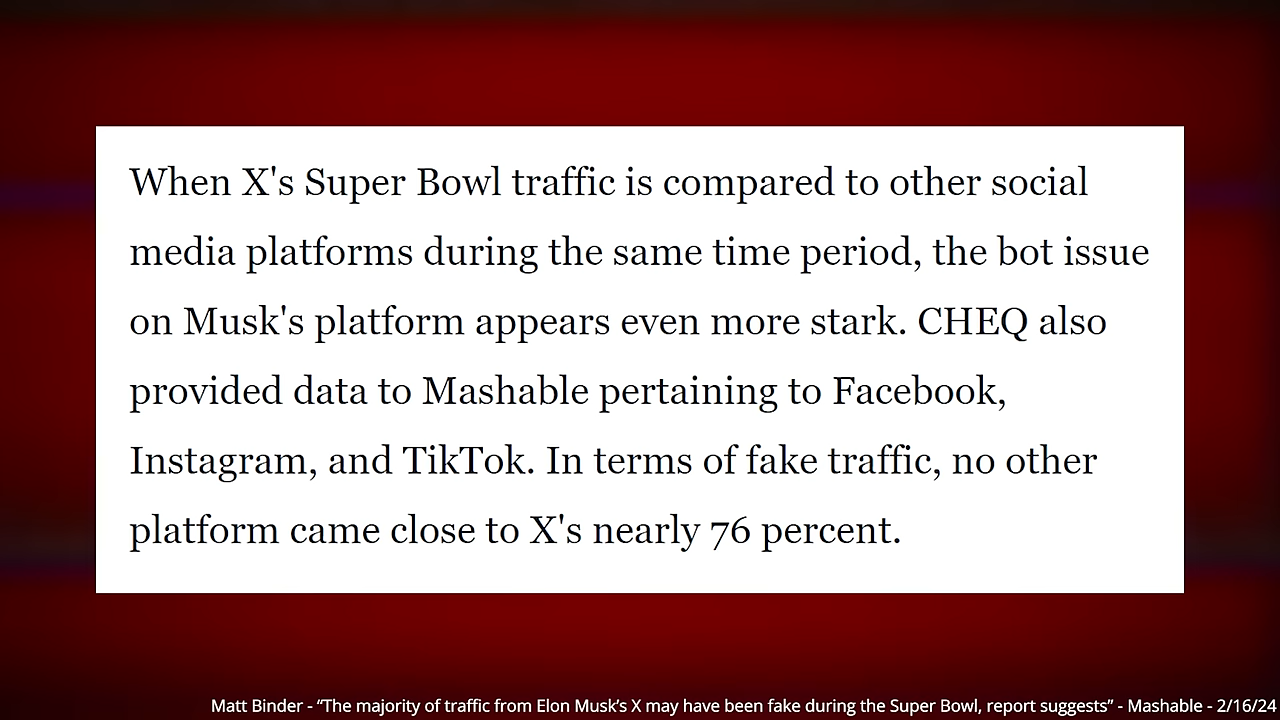 When X's Super Bowl traffic is compared to other social
media platforms during the same time period, the bot issue
on Musk's platform appears even more stark. CHEQ also
provided data to Mashable pertaining to Facebook,
Instagram, and TikTok. In terms of fake traffic, no other
platform came close to X's nearly 76 percent.
Matt Binder - “The majority of traffic from Elon Musk's X may have been fake during the Super Bowl, report suggests” - Mashable - 2/16/24